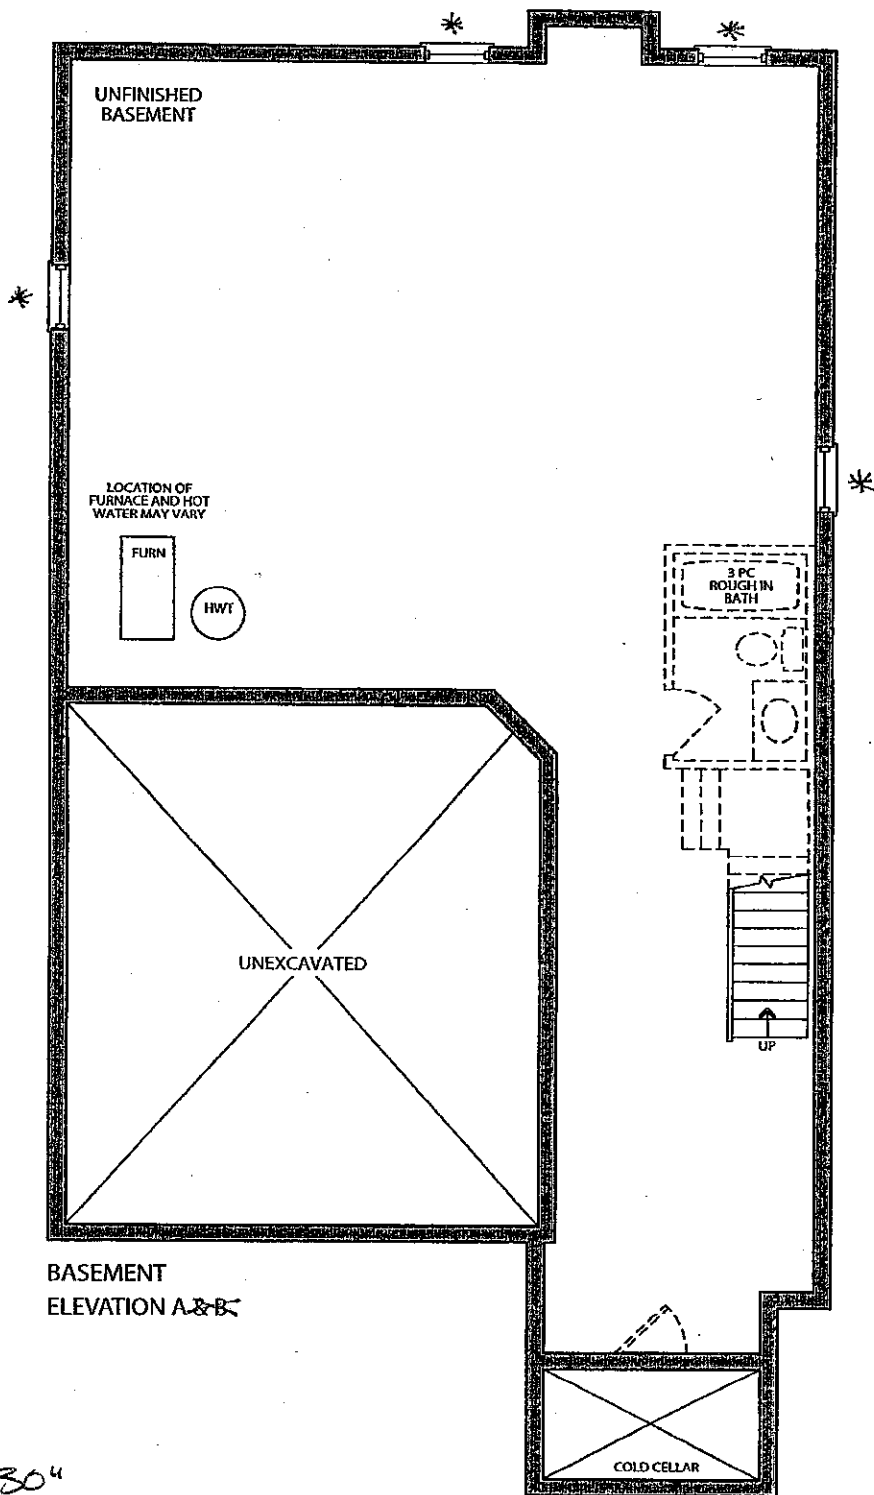 *
*
UNFINISHED
BASEMENT
*
*
LOCATION OF
FURNACE AND HOT
WATER MAY VARY
FURN
HWT
3 PC
ROUGH IN
BATH
UNEXCAVATED
UP
BASEMENT
ELEVATION A & B
COLD CELLAR
30"